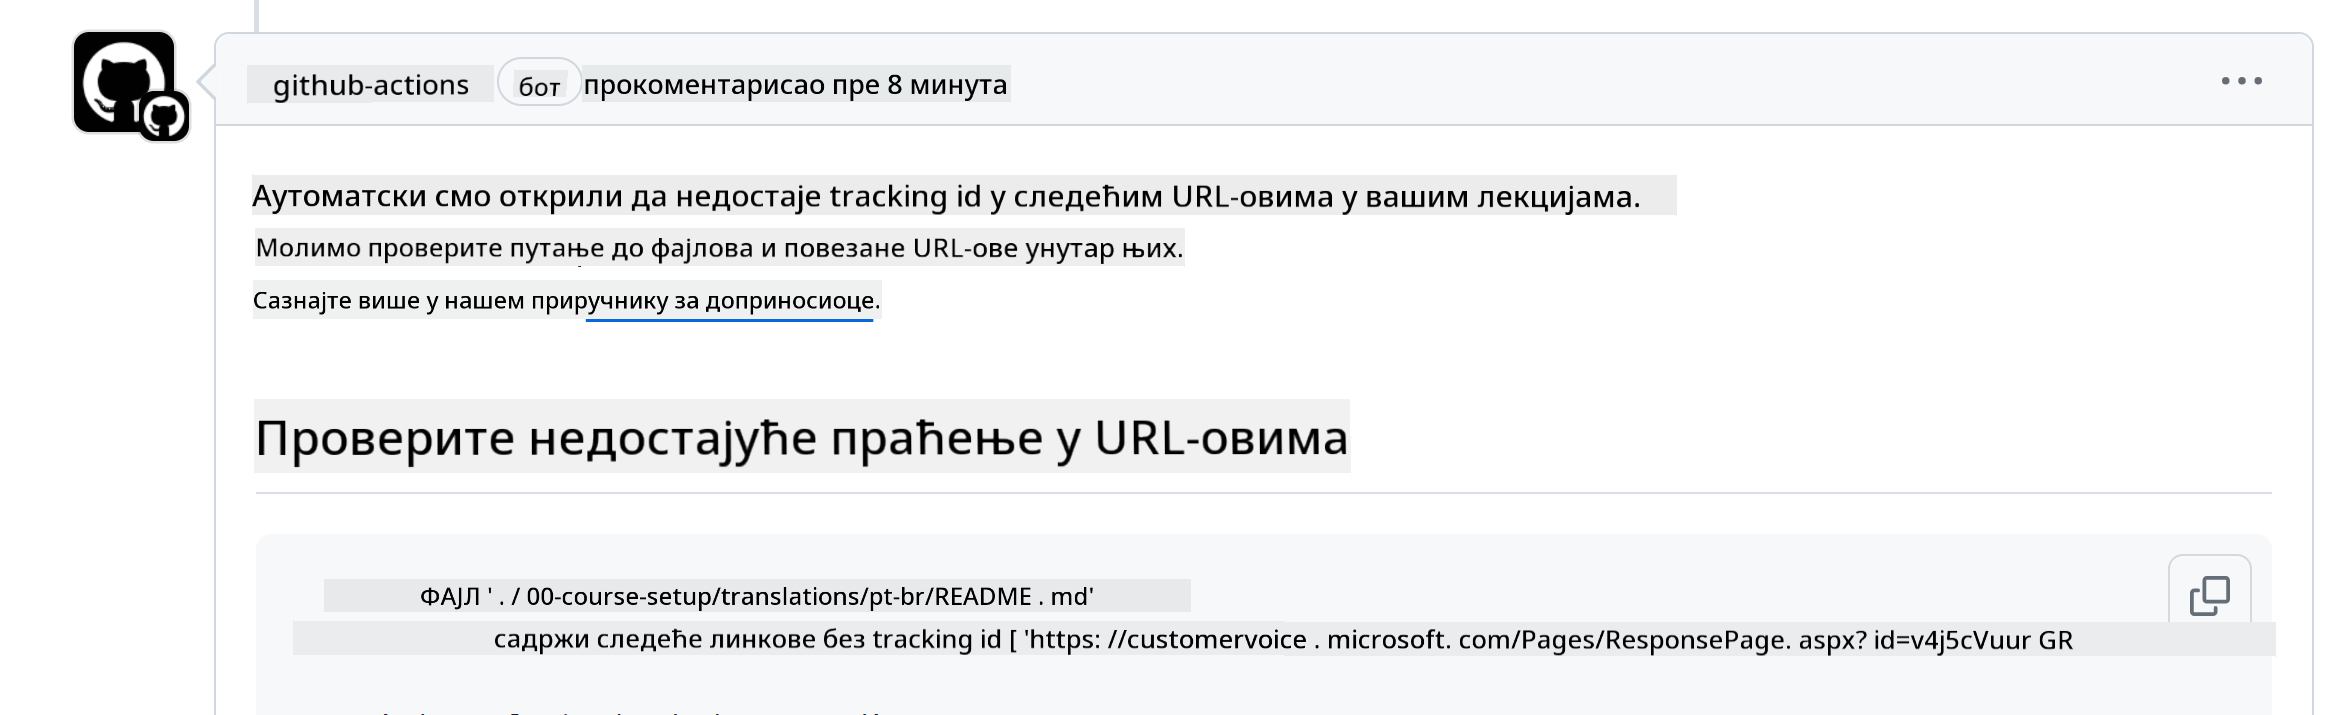 github-actions бот прокоментарисао пре 8 минута
Аутоматски смо открили да недостаје tracking id у следећим URL-овима у вашим лекцијама.
Молимо проверите путање до фајлова и повезане URL-ове унутар њих.
Сазнајте више у нашем приручнику за доприносиоце.
Проверите недостајуће праћење у URL-овима
ФАЈЛ ' . / 00-course-setup/translations/pt-br/README . md'
садржи следеће линкове без tracking id [ 'https: //customervoice . microsoft. com/Pages/ResponsePage. aspx? id=v4j5cVuur GR